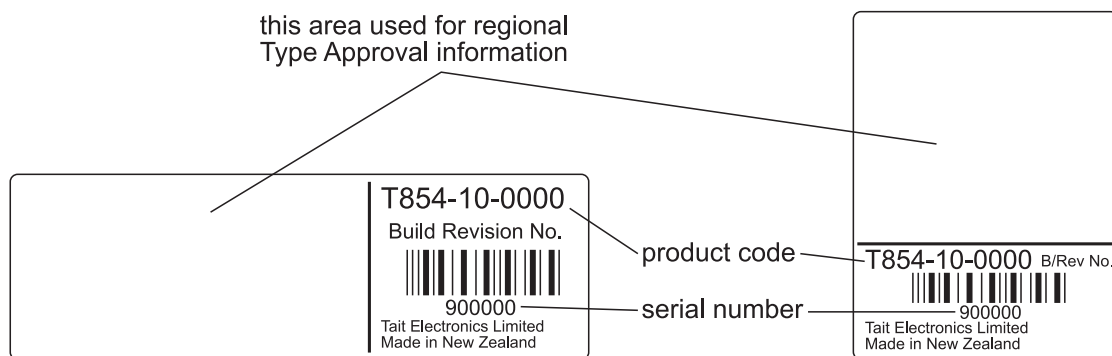 this area used for regional
Type Approval information
T854-10-0000
Build Revision No.
900000
Tait Electronics Limited
Made in New Zealand
product code
serial number
T854-10-0000 B/Rev No.
900000
Tait Electronics Limited
Made in New Zealand